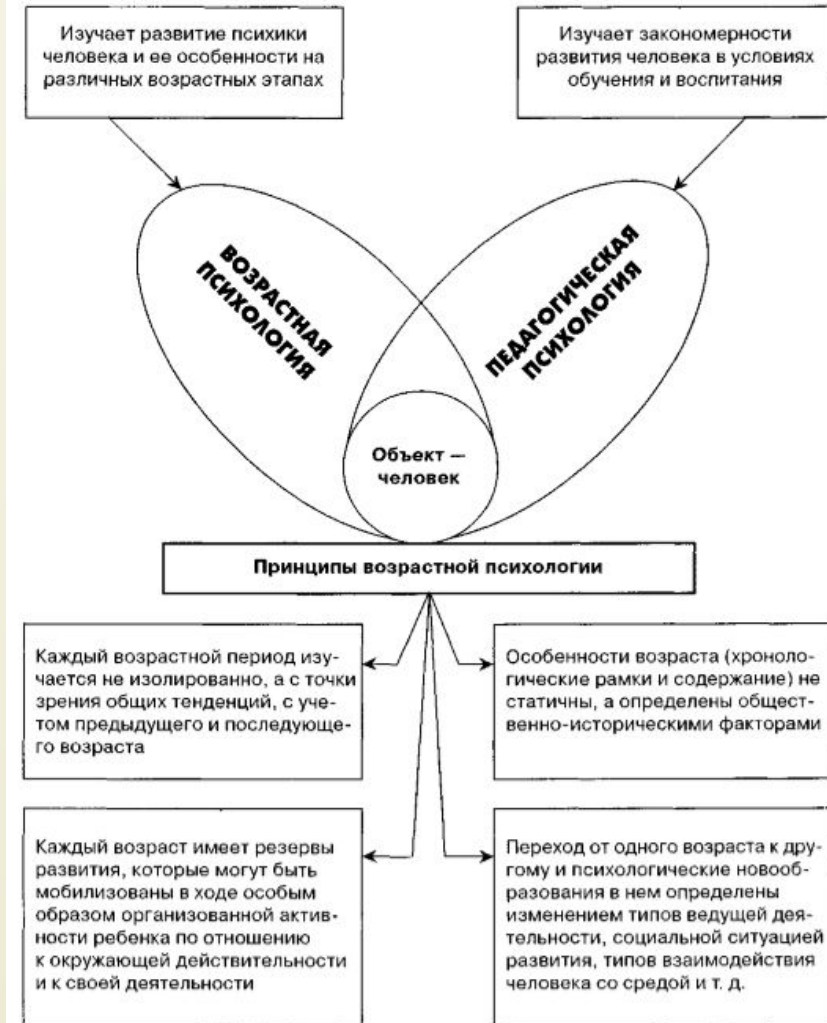 Изучает развитие психики
человека и ее особенности на
различных возрастных этапах
Изучает закономерности
развития человека в условиях
обучения и воспитания
ВОЗРАСТНАЯ
ПСИХОЛОГИЯ
ПЕДАГОГИЧЕСКАЯ
ПСИХОЛОГИЯ
Объект —
человек
Принципы возрастной психологии
Каждый возрастной период изу-
чается не изолированно, а с точки
зрения общих тенденций, с уче-
том предыдущего и последующе-
го возраста
Особенности возраста (хроноло-
гические рамки и содержание) не
статичны, а определены общест-
венно-историческими факторами
Каждый возраст имеет резервы
развития, которые могут быть
мобилизованы в ходе особым
образом организованной актив-
ности ребенка по отношению
к окружающей действительности
и к своей деятельности
Переход от одного возраста к дру-
гому и психологические новооб-
разования в нем определены
изменением типов ведущей дея-
тельности, социальной ситуацией
развития, типов взаимодействия
человека со средой и т. д.